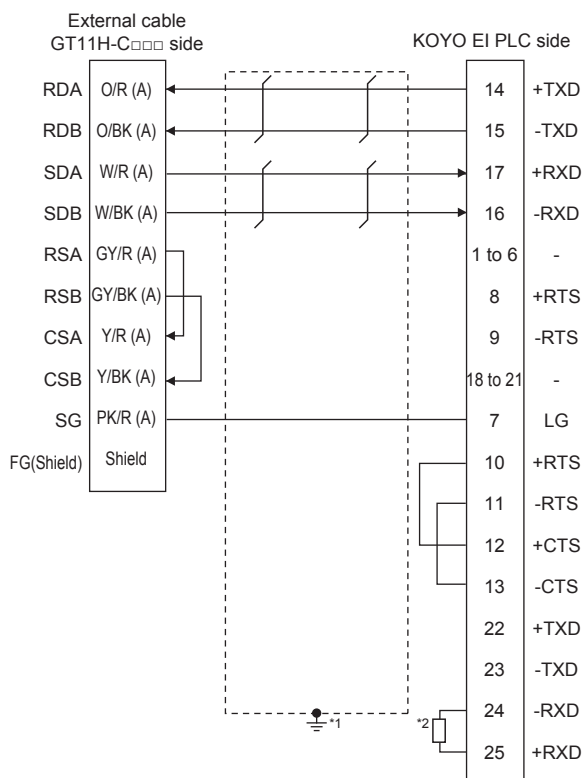 External cable
GT11H-C□□□ side
KOYO EI PLC side
RDA O/R (A) 14 +TXD
RDB O/BK (A) 15 -TXD
SDA W/R (A) 17 +RXD
SDB W/BK (A) 16 -RXD
RSA GY/R (A) 1 to 6 -
RSB GY/BK (A) 8 +RTS
CSA Y/R (A) 9 -RTS
CSB Y/BK (A) 18 to 21 -
SG PK/R (A) 7 LG
FG(Shield) Shield 10 +RTS
11 -RTS
12 +CTS
13 -CTS
22 +TXD
23 -TXD
*1 *2 24 -RXD
25 +RXD